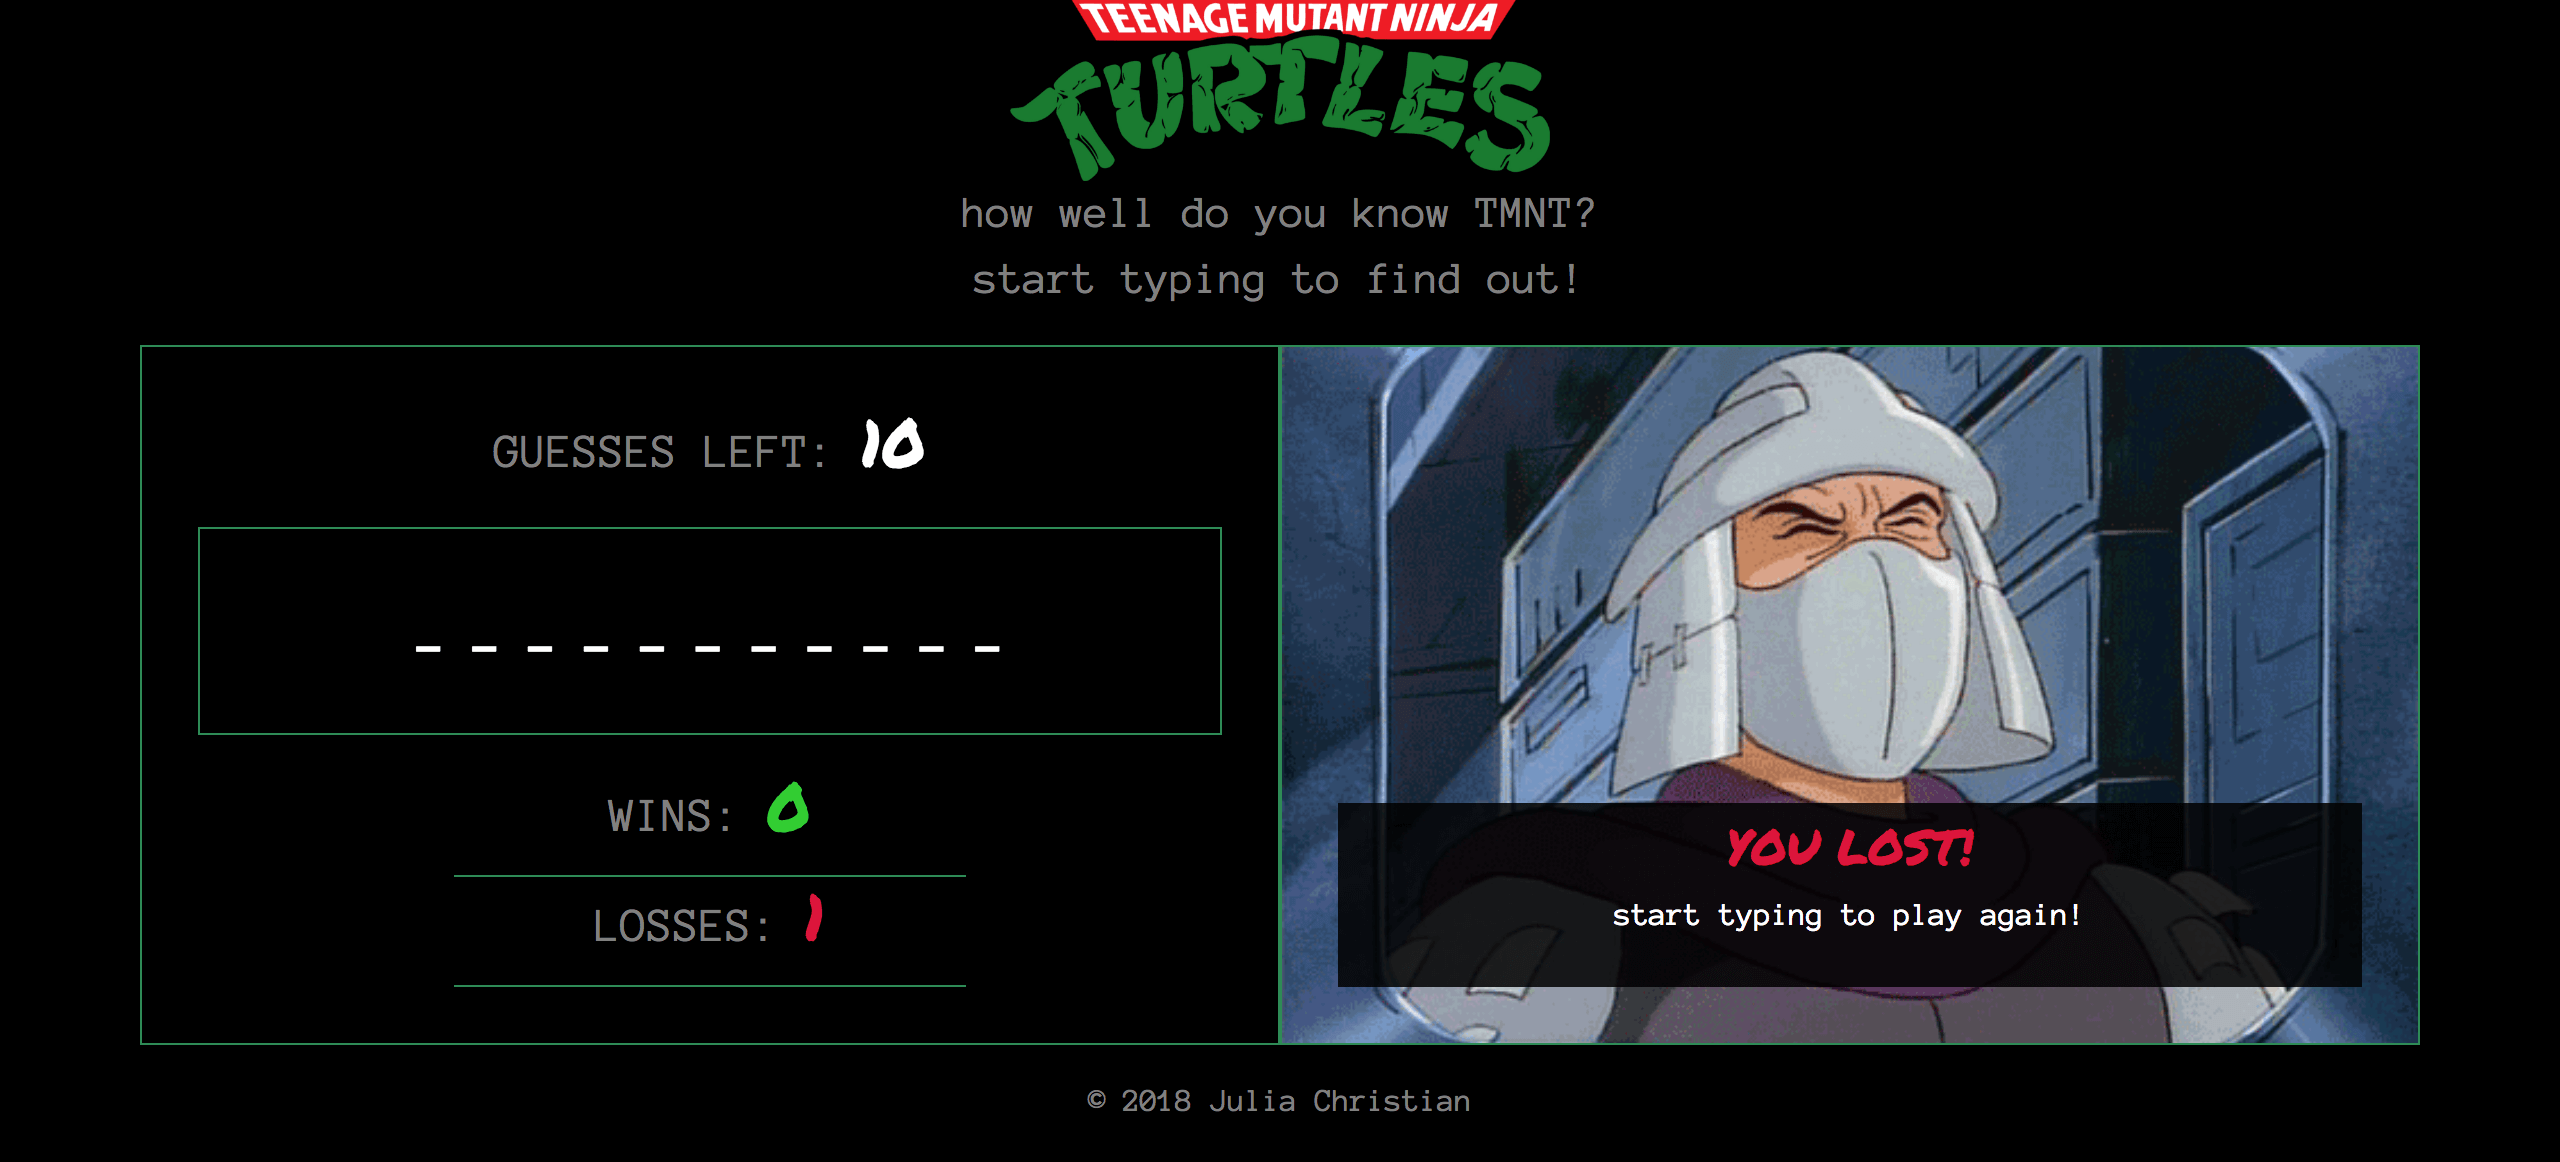 TEENAGE MUTANT NINJA
TURTLES
how well do you know TMNT?
start typing to find out!
GUESSES LEFT: 10
_ _ _ _ _ _ _ _ _ _ _
WINS: 0
LOSSES: 1
YOU LOST!
start typing to play again!
© 2018 Julia Christian